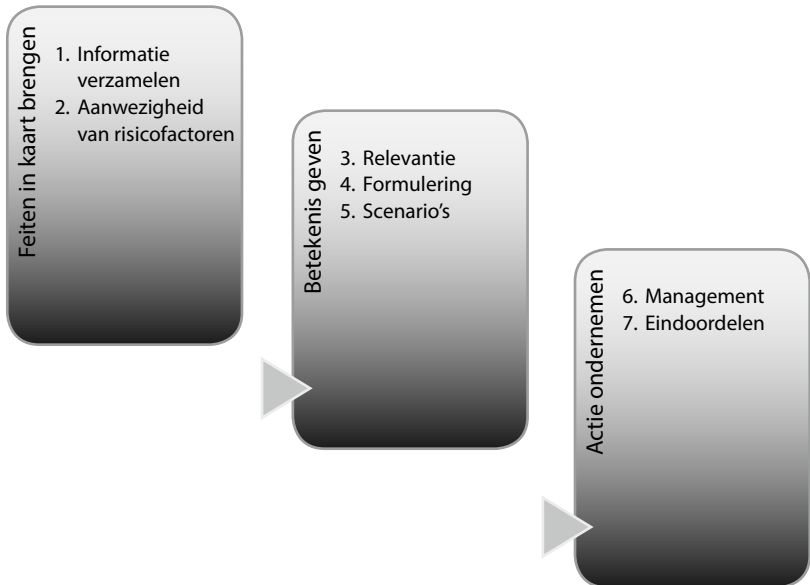 Feiten in kaart brengen
1. Informatie
verzamelen
2. Aanwezigheid
van risicofactoren
Betekenis geven
3. Relevantie
4. Formulering
5. Scenario's
Actie ondernemen
6. Management
7. Eindoordelen